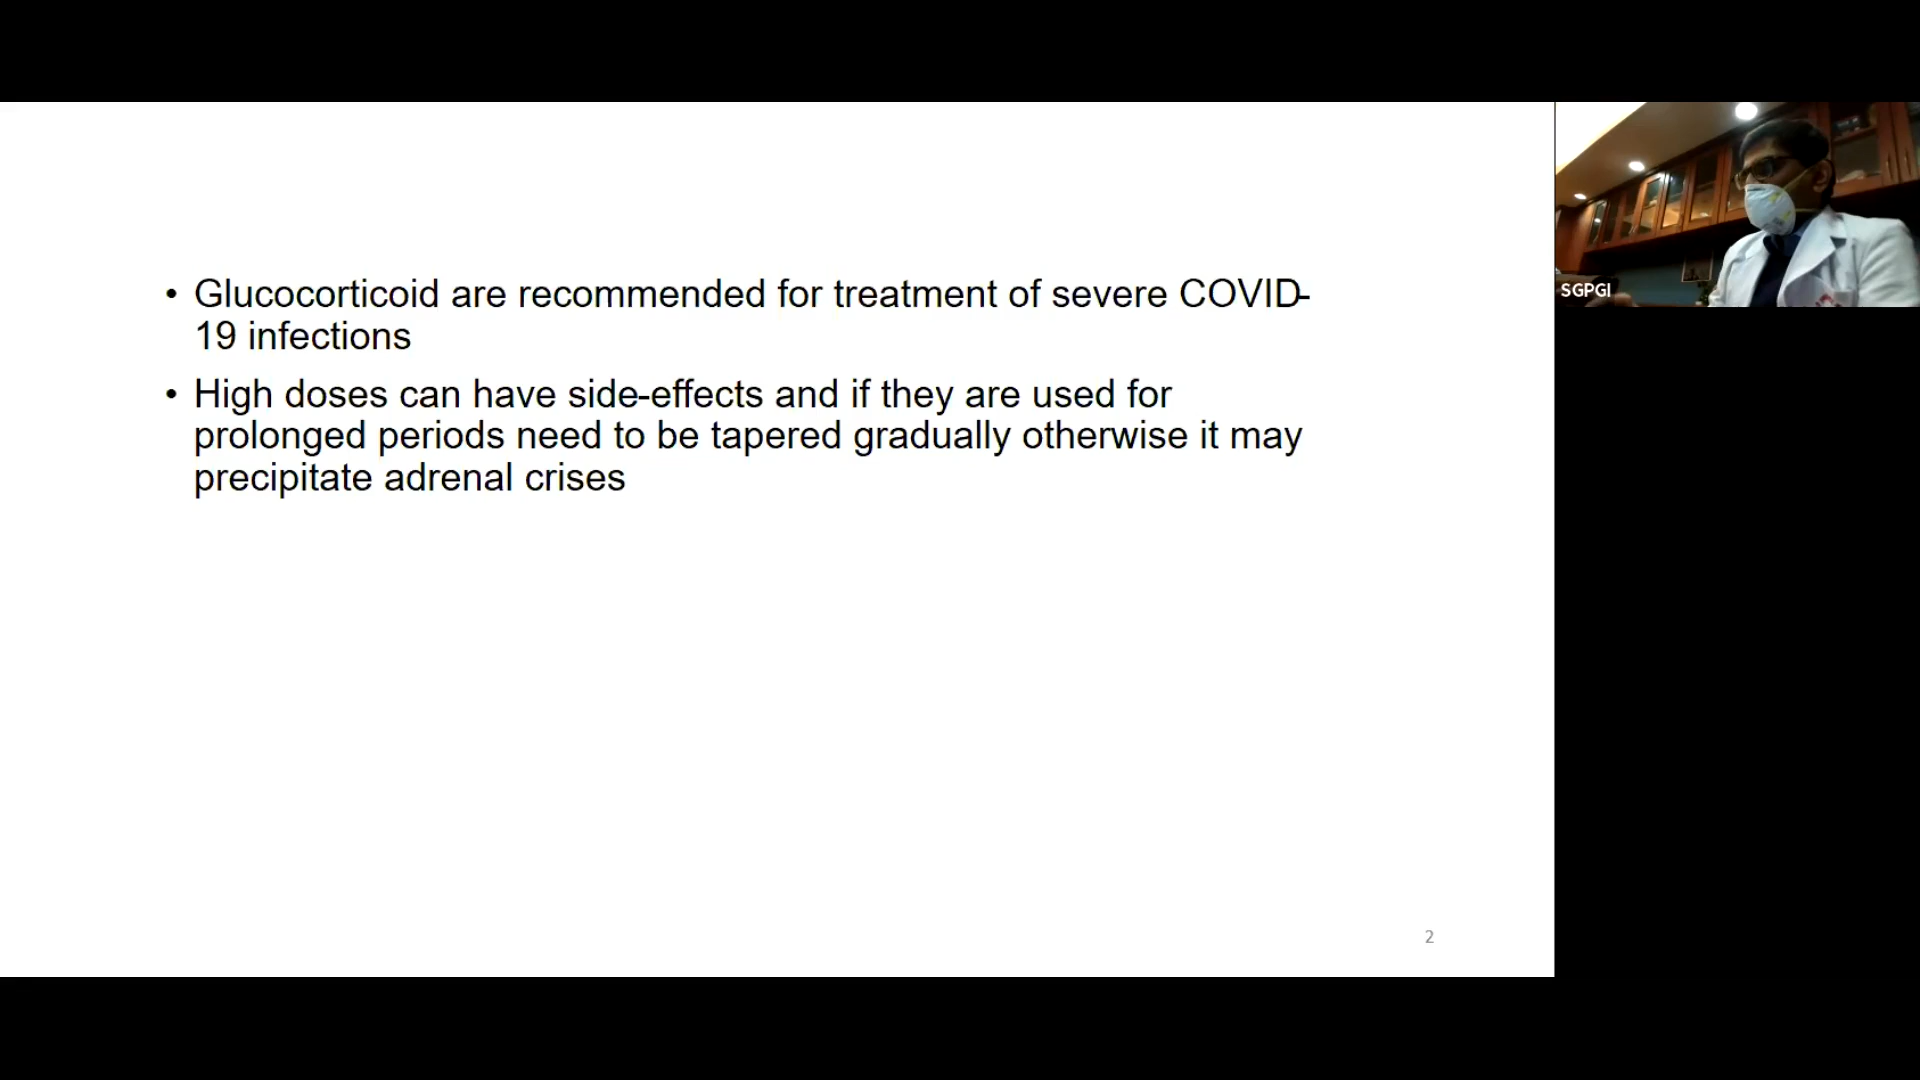 • Glucocorticoid are recommended for treatment of severe COVID-
19 infections
• High doses can have side-effects and if they are used for
prolonged periods need to be tapered gradually otherwise it may
precipitate adrenal crises
SGPGI
2